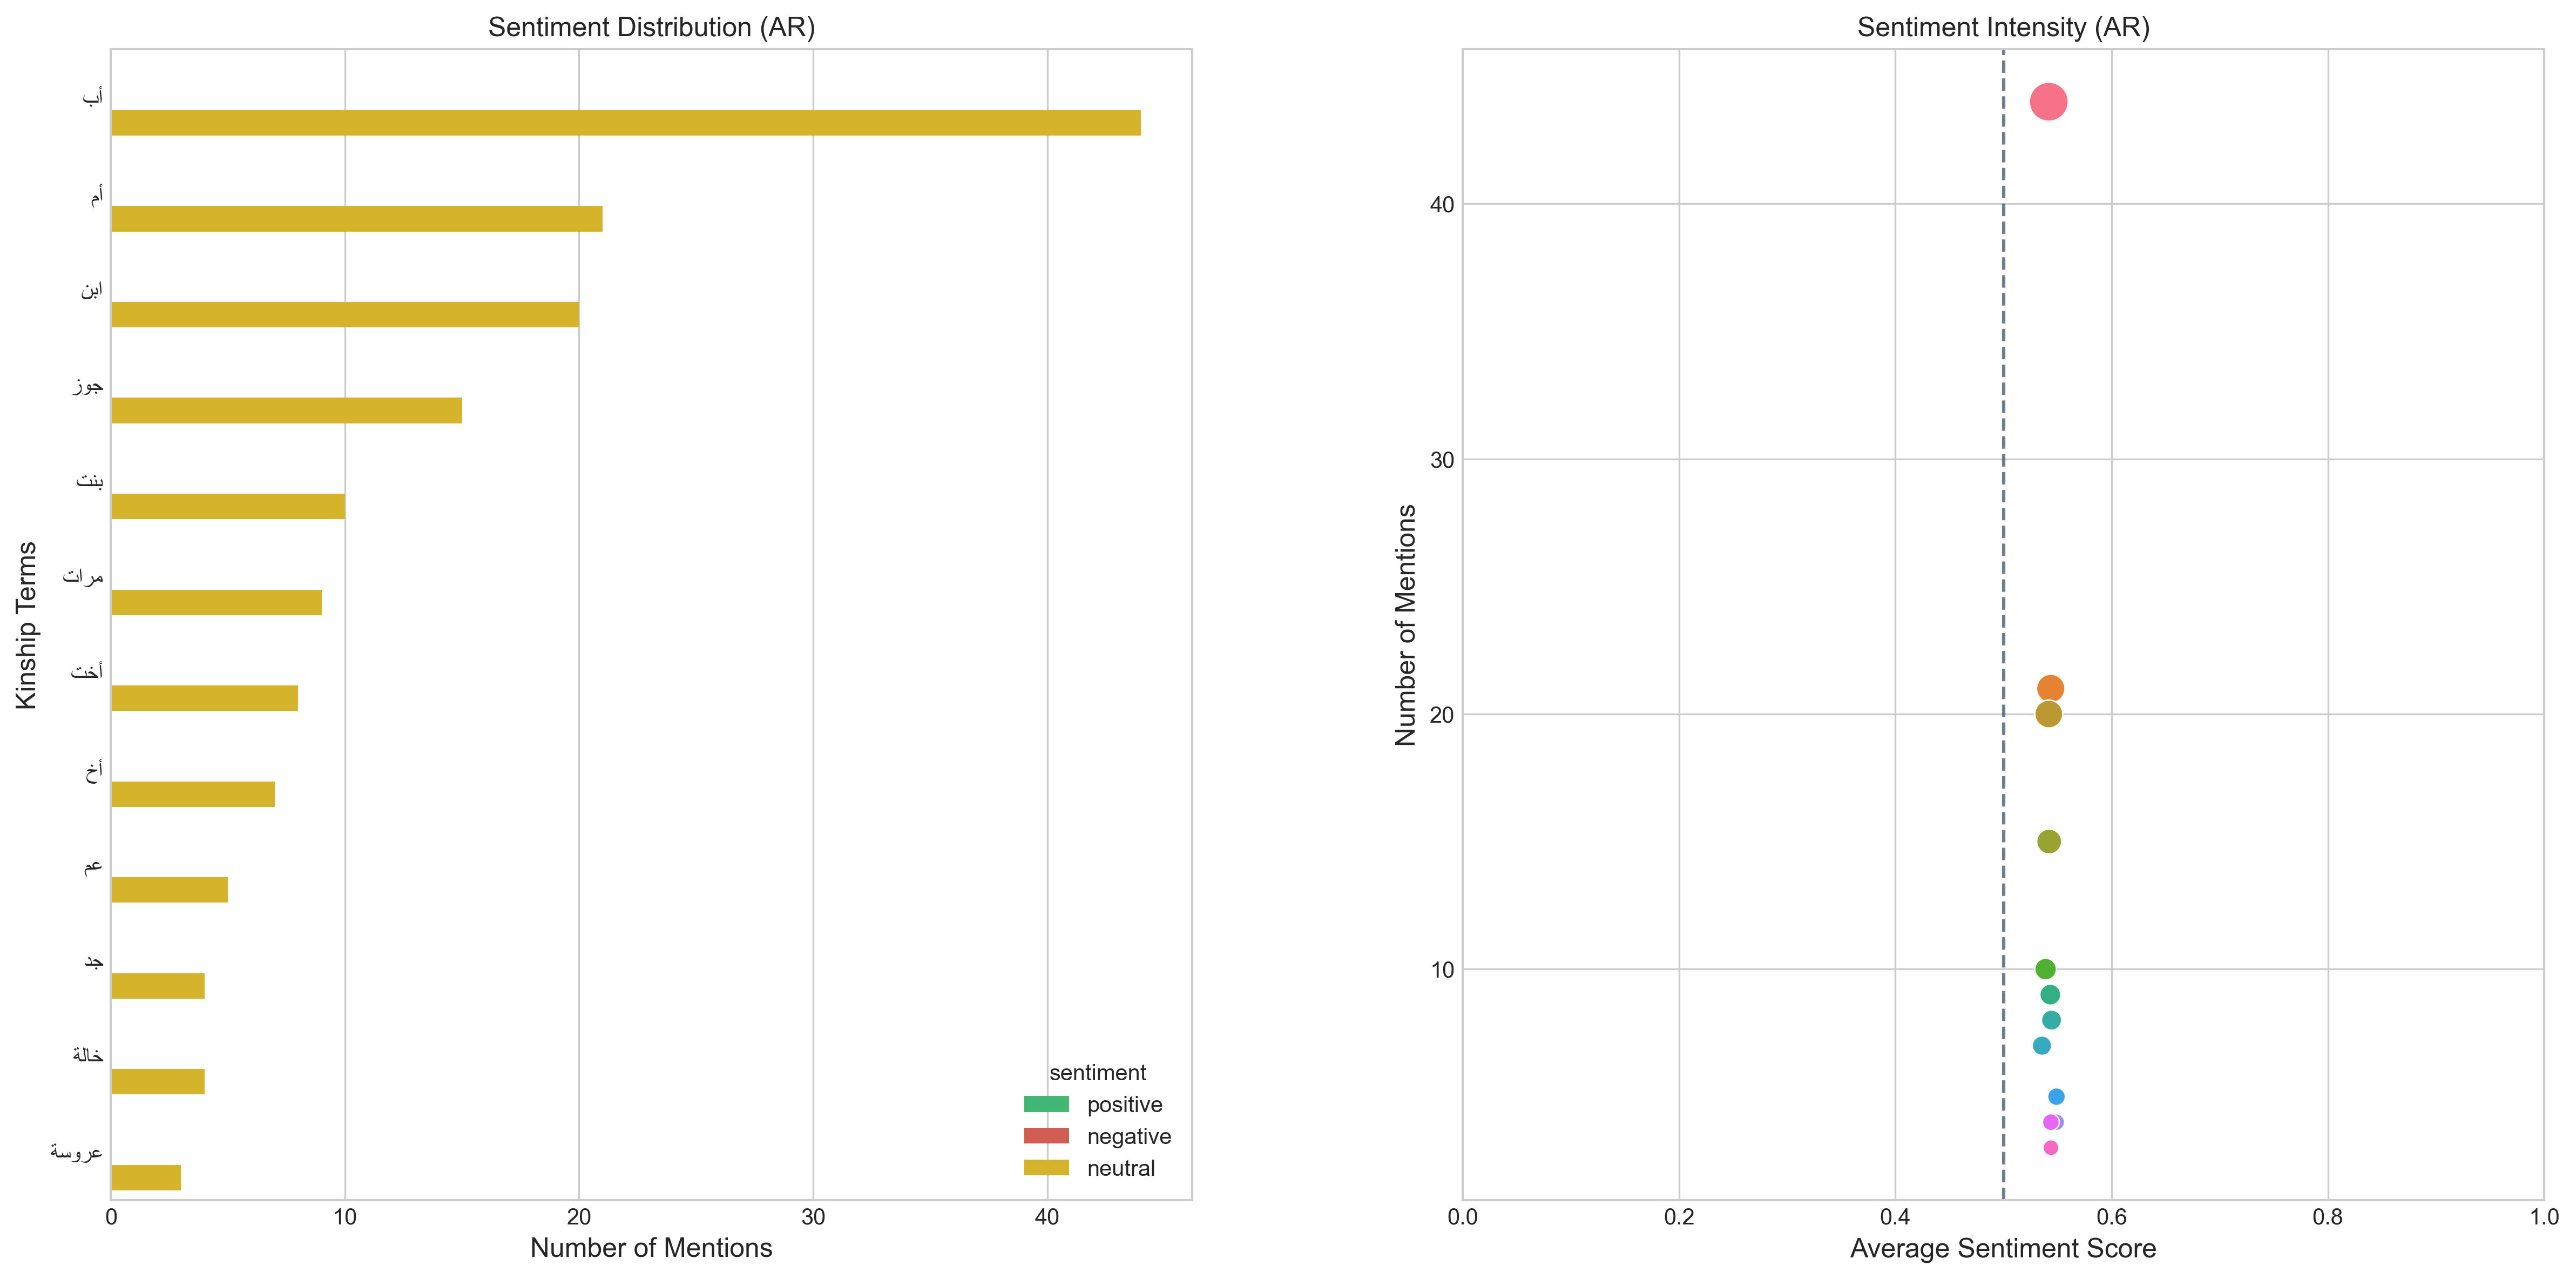 Sentiment Distribution (AR)
أب
أم
ابن
جوز
بنت
مرات
أخت
أخ
عم
جد
خالة
عروسة
Kinship Terms
0 10 20 30 40
Number of Mentions
sentiment
positive
negative
neutral
Sentiment Intensity (AR)
40
30
20
10
Number of Mentions
0.0 0.2 0.4 0.6 0.8 1.0
Average Sentiment Score